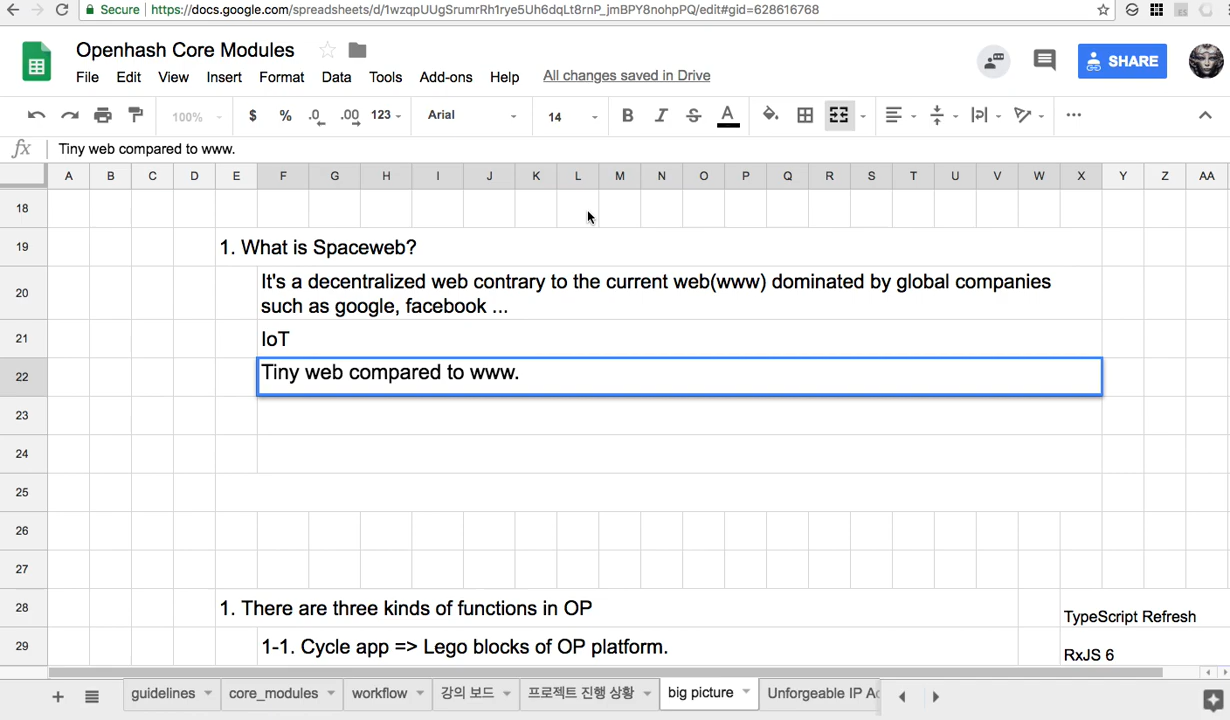 Secure
https://docs.google.com/spreadsheets/d/1wzqpUUgSrumrRh1rye5Uh6dqLt8rnP_jmBPY8nohpPQ/edit#gid=628616768
Openhash Core Modules
File Edit View Insert Format Data Tools Add-ons Help All changes saved in Drive
SHARE
100% $ % .0 .00 123 Arial 14 B I S A
fx Tiny web compared to www.
A B C D E F G H I J K L M N O P Q R S T U V W X Y Z AA
18
19 1. What is Spaceweb?
20 It's a decentralized web contrary to the current web(www) dominated by global companies
such as google, facebook ...
21 IoT
22 Tiny web compared to www.
23
24
25
26
27
28 1. There are three kinds of functions in OP TypeScript Refresh
29 1-1. Cycle app => Lego blocks of OP platform. RxJS 6
guidelines core_modules workflow 강의 보드 프로젝트 진행 상황 big picture Unforgeable IP